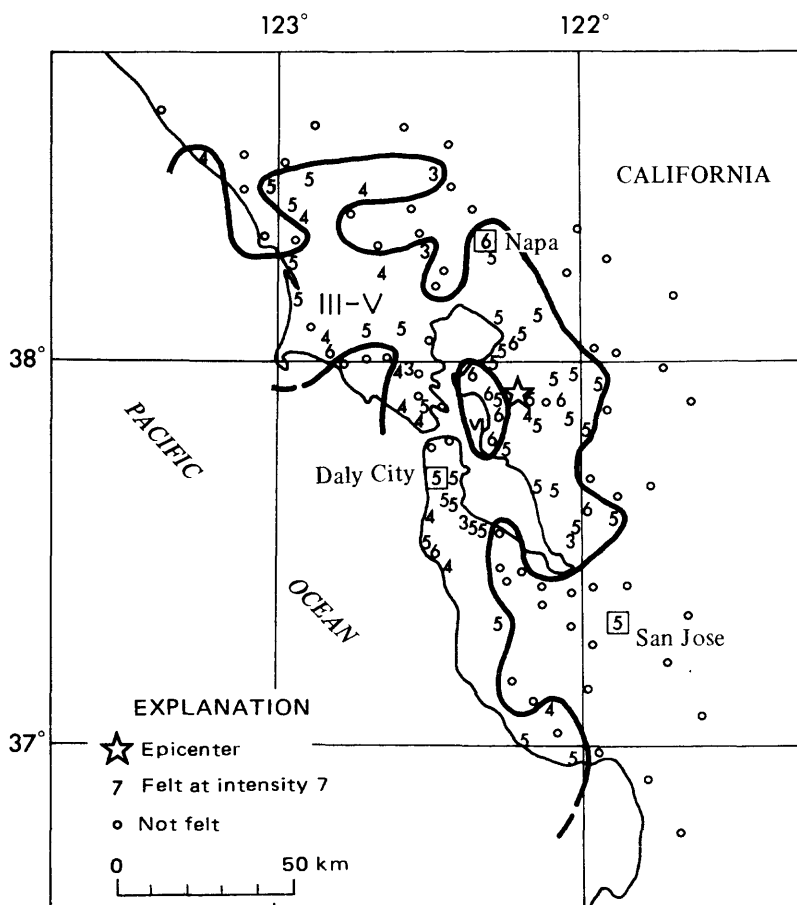 123° 122°
CALIFORNIA
Napa
III–V
38°
VI
PACIFIC
Daly City
OCEAN
San Jose
EXPLANATION
37°
Epicenter
7 Felt at intensity 7
Not felt
0 50 km